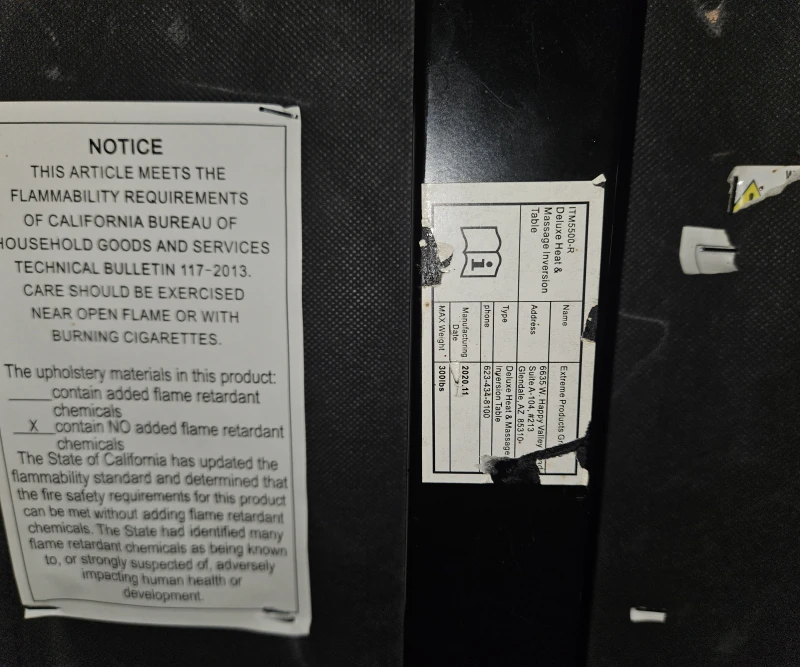 NOTICE
THIS ARTICLE MEETS THE
FLAMMABILITY REQUIREMENTS
OF CALIFORNIA BUREAU OF
HOUSEHOLD GOODS AND SERVICES
TECHNICAL BULLETIN 117-2013.
CARE SHOULD BE EXERCISED
NEAR OPEN FLAME OR WITH
BURNING CIGARETTES.
The upholstery materials in this product:
____contain added flame retardant
chemicals
__X__contain NO added flame retardant
chemicals
The State of California has updated the
flammability standard and determined that
the fire safety requirements for this product
can be met without adding flame retardant
chemicals. The State had identified many
flame retardant chemicals as being known
to, or strongly suspected of, adversely
impacting human health or
development.
ITM5500-R
Deluxe Heat &
Massage Inversion
Table
Name Extreme Products
Address 6635 W. Happy Valley
Suite A-104, #213
Glendale, AZ, 85310
Type Deluxe Heat & Massage
Inversion Table
phone 623-434-8100
Manufacturing
Date 2020.11
MAX Weight 300lbs